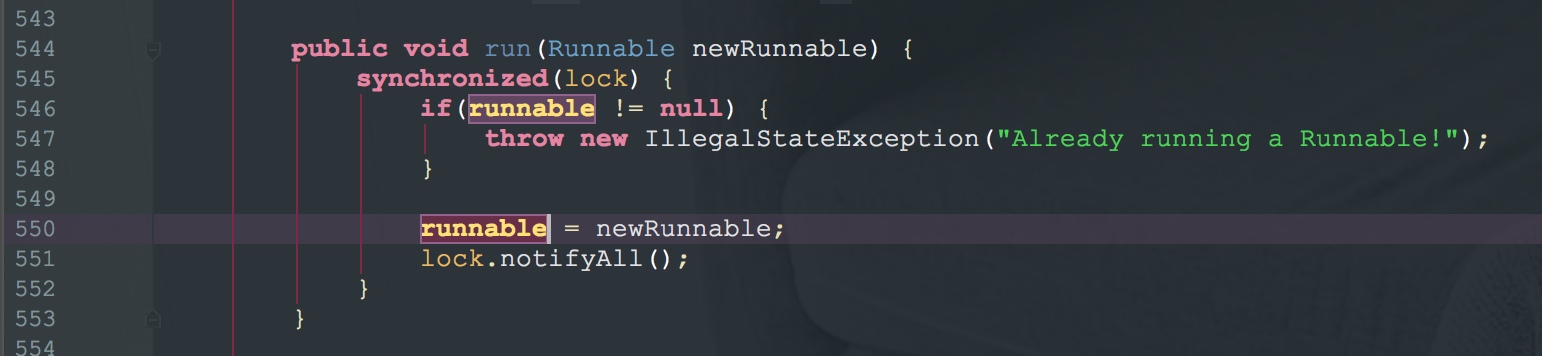 543
544 public void run(Runnable newRunnable) {
545 synchronized(lock) {
546 if(runnable != null) {
547 throw new IllegalStateException("Already running a Runnable!");
548 }
549
550 runnable = newRunnable;
551 lock.notifyAll();
552 }
553 }
554